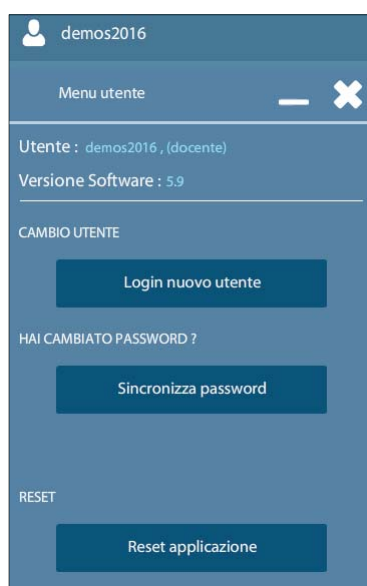 demos2016
Menu utente
Utente : demos2016 , (docente)
Versione Software : 5.9
CAMBIO UTENTE
Login nuovo utente
HAI CAMBIATO PASSWORD ?
Sincronizza password
RESET
Reset applicazione